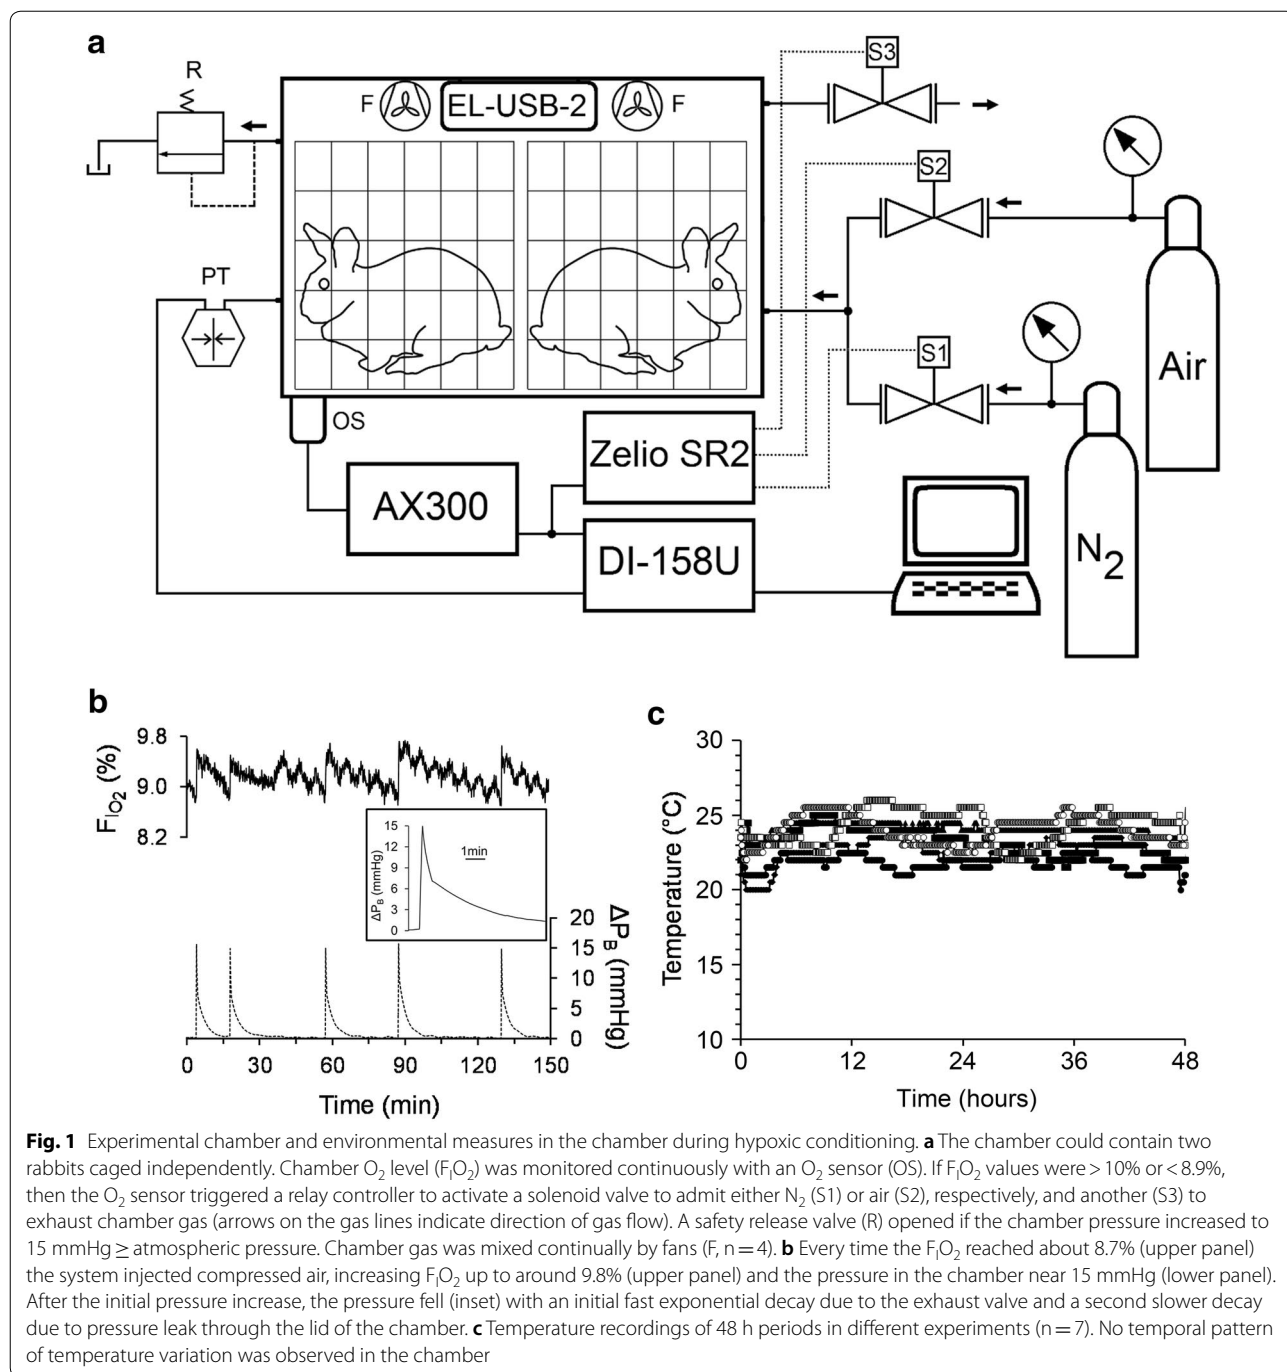 a
S3
R
F
EL-USB-2
F
S2
PT
S1
Air
OS
Zelio SR2
AX300
N2
DI-158U
b
c
9.8
9.0
8.2
FIO2 (%)
15
12
9
6
3
0
ΔPB (mmHg)
1min
20
15
10
5
0
ΔPB (mmHg)
0 30 60 90 120 150
Time (min)
30
25
20
15
10
Temperature (°C)
0 12 24 36 48
Time (hours)
Fig. 1 Experimental chamber and environmental measures in the chamber during hypoxic conditioning. a The chamber could contain two
rabbits caged independently. Chamber O2 level (FIO2) was monitored continuously with an O2 sensor (OS). If FIO2 values were > 10% or < 8.9%,
then the O2 sensor triggered a relay controller to activate a solenoid valve to admit either N2 (S1) or air (S2), respectively, and another (S3) to
exhaust chamber gas (arrows on the gas lines indicate direction of gas flow). A safety release valve (R) opened if the chamber pressure increased to
15 mmHg ≥ atmospheric pressure. Chamber gas was mixed continually by fans (F, n = 4). b Every time the FIO2 reached about 8.7% (upper panel)
the system injected compressed air, increasing FIO2 up to around 9.8% (upper panel) and the pressure in the chamber near 15 mmHg (lower panel).
After the initial pressure increase, the pressure fell (inset) with an initial fast exponential decay due to the exhaust valve and a second slower decay
due to pressure leak through the lid of the chamber. c Temperature recordings of 48 h periods in different experiments (n = 7). No temporal pattern
of temperature variation was observed in the chamber